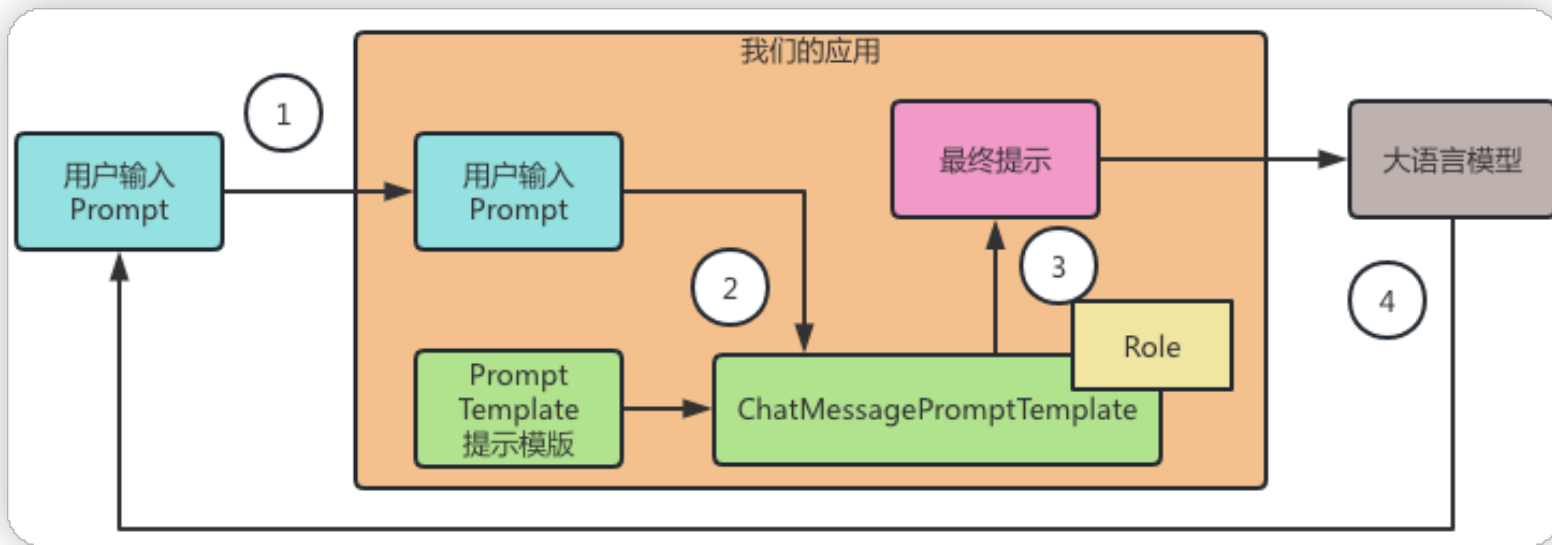 我们的应用
1
用户输入
Prompt
用户输入
Prompt
最终提示
大语言模型
2
3
4
Role
Prompt
Template
提示模版
ChatMessagePromptTemplate